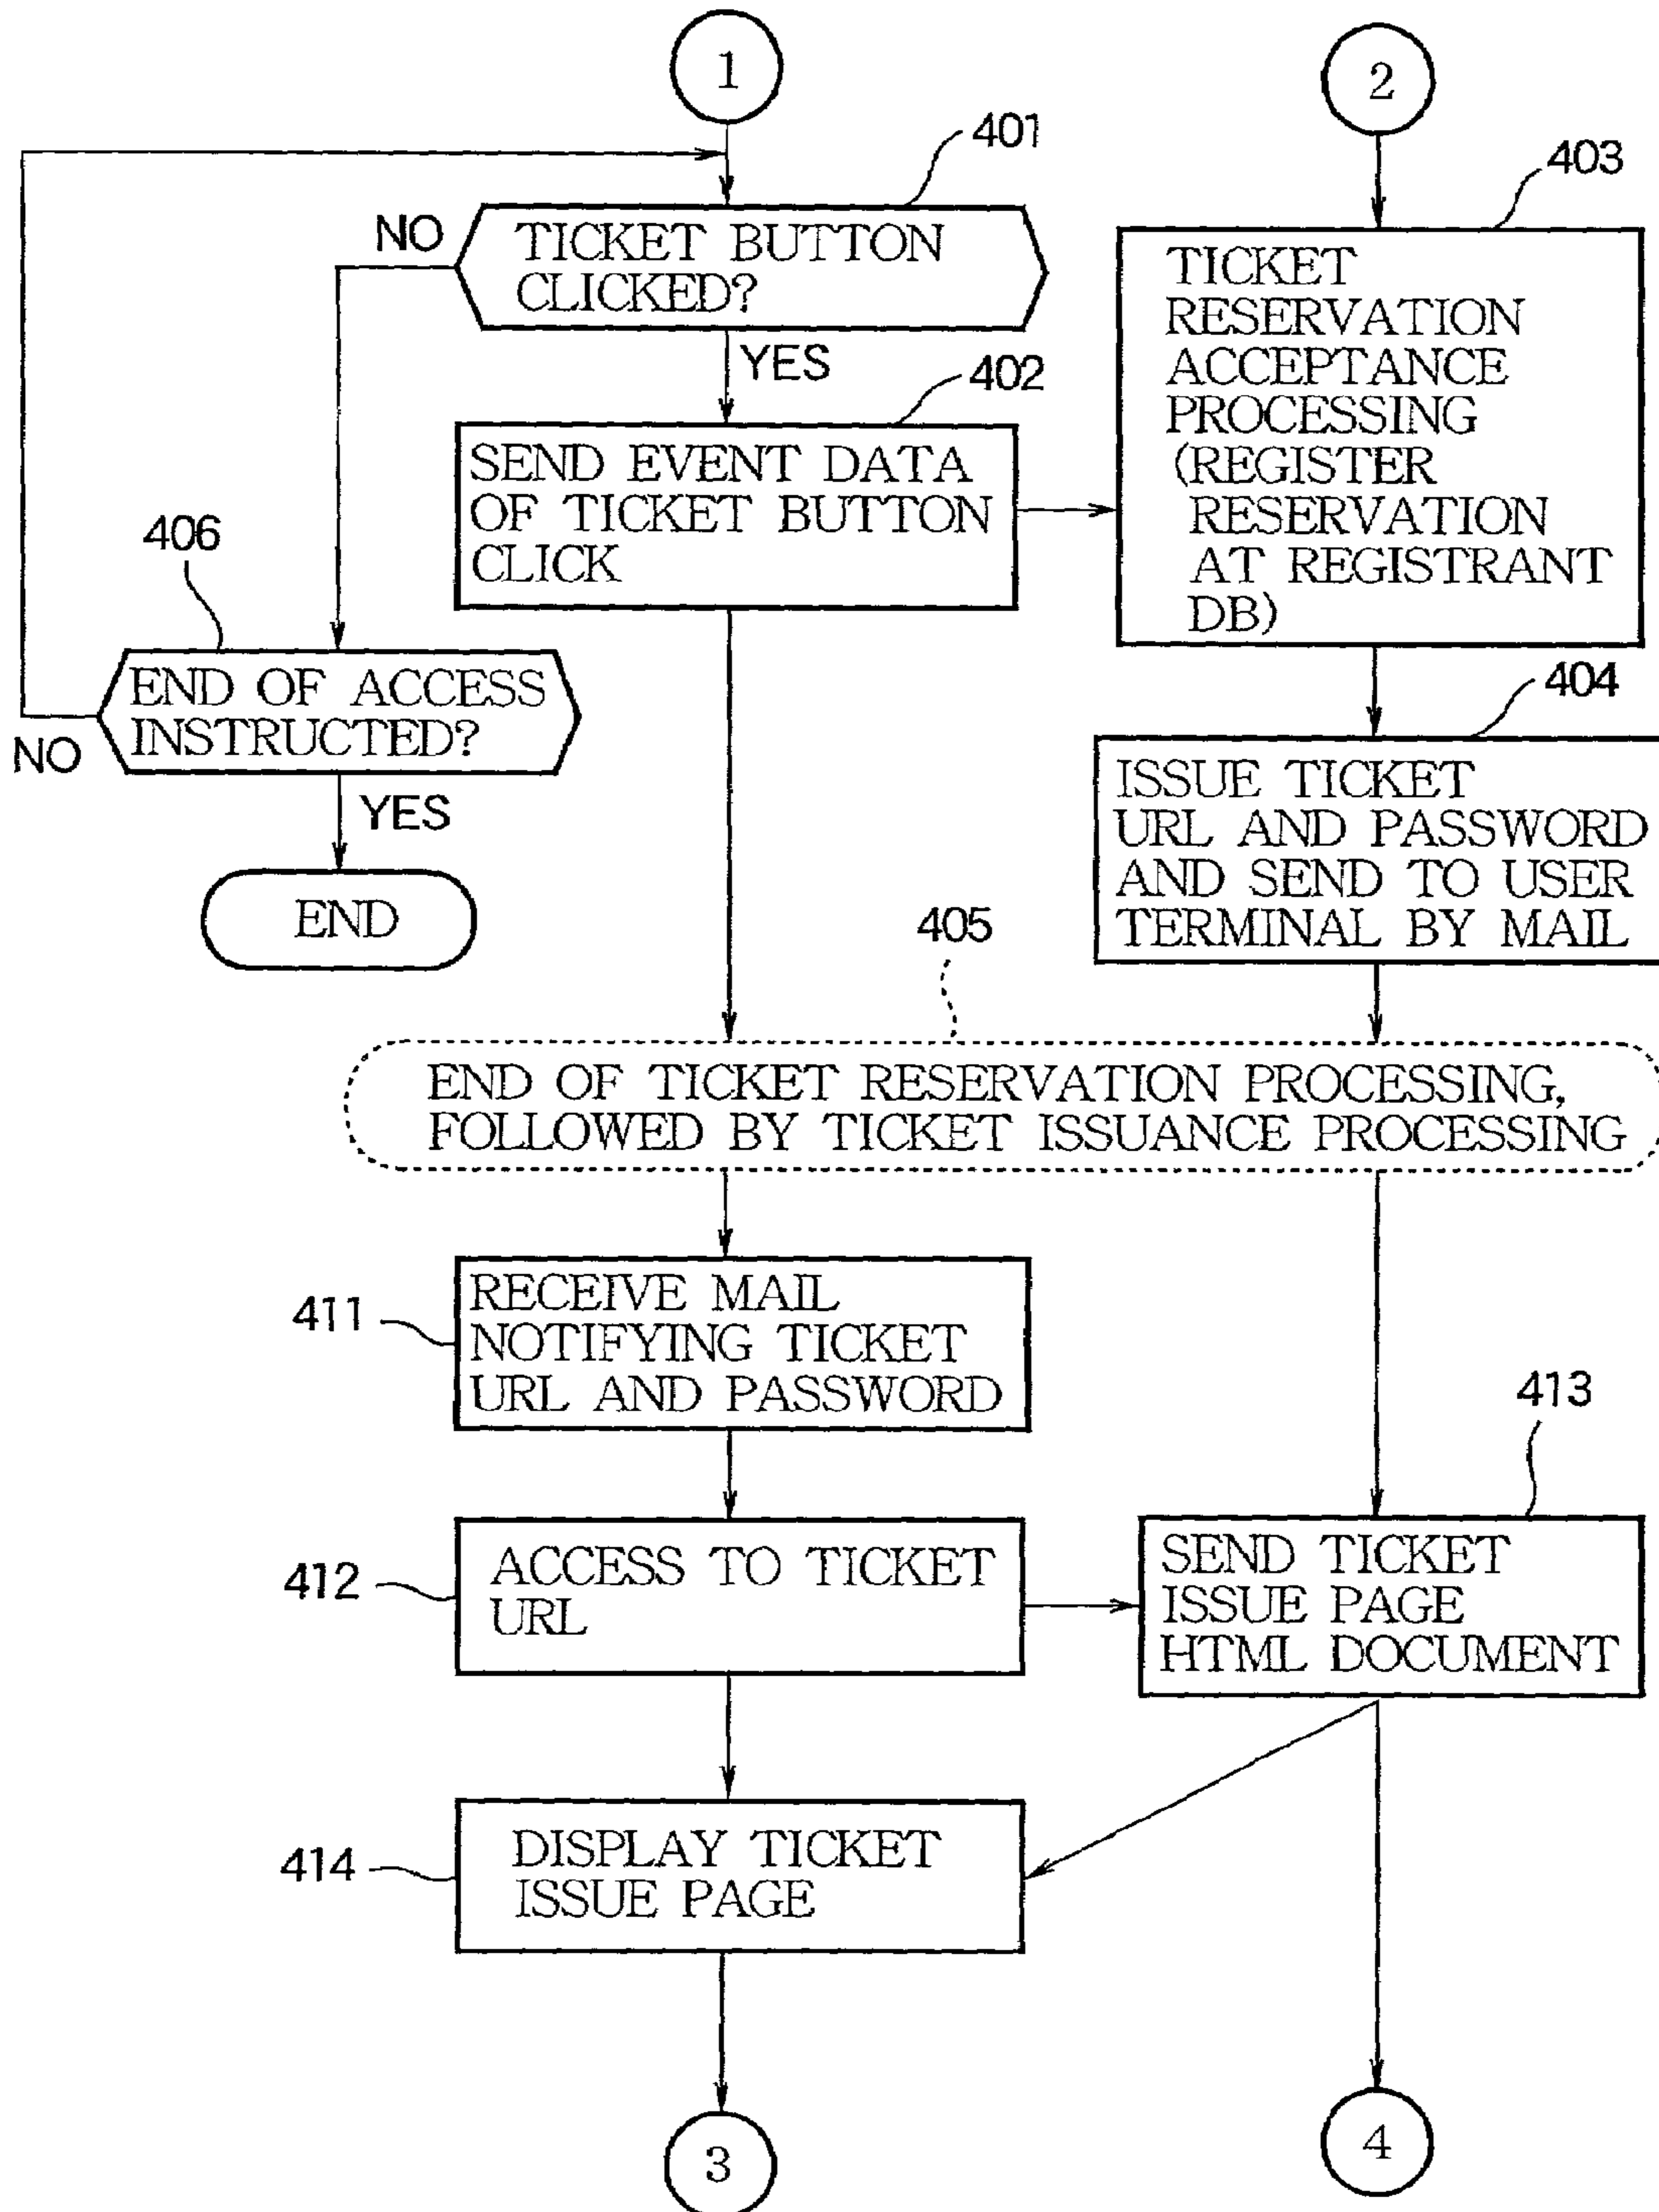 1
2
401
403
NO
TICKET BUTTON
CLICKED?
YES
402
TICKET
RESERVATION
ACCEPTANCE
PROCESSING
(REGISTER
RESERVATION
AT REGISTRANT
DB)
SEND EVENT DATA
OF TICKET BUTTON
CLICK
406
END OF ACCESS
INSTRUCTED?
NO
YES
END
404
ISSUE TICKET
URL AND PASSWORD
AND SEND TO USER
TERMINAL BY MAIL
405
END OF TICKET RESERVATION PROCESSING,
FOLLOWED BY TICKET ISSUANCE PROCESSING
411
RECEIVE MAIL
NOTIFYING TICKET
URL AND PASSWORD
413
412
ACCESS TO TICKET
URL
SEND TICKET
ISSUE PAGE
HTML DOCUMENT
414
DISPLAY TICKET
ISSUE PAGE
3
4